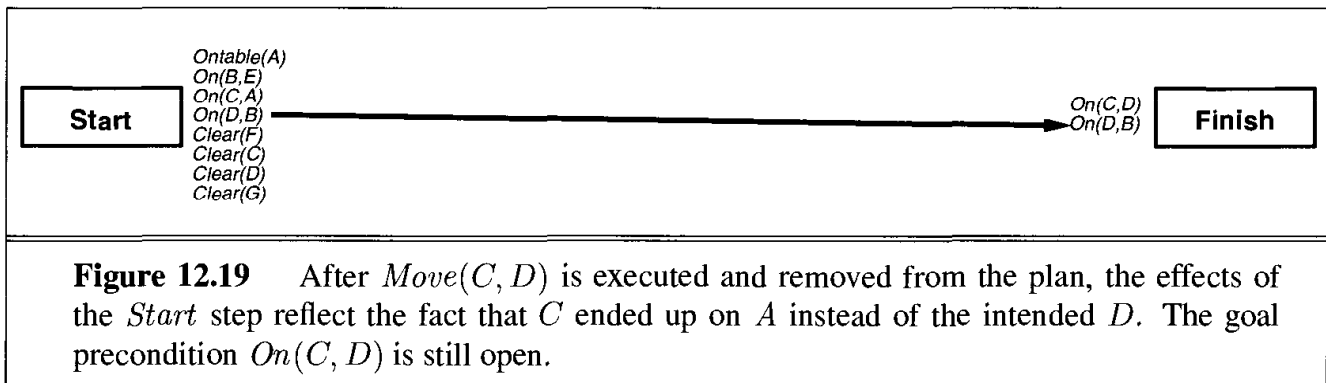 Start
Ontable(A)
On(B,E)
On(C,A)
On(D,B)
Clear(F)
Clear(C)
Clear(D)
Clear(G)
On(C,D)
On(D,B)
Finish
Figure 12.19 After Move(C, D) is executed and removed from the plan, the effects of
the Start step reflect the fact that C ended up on A instead of the intended D. The goal
precondition On(C, D) is still open.